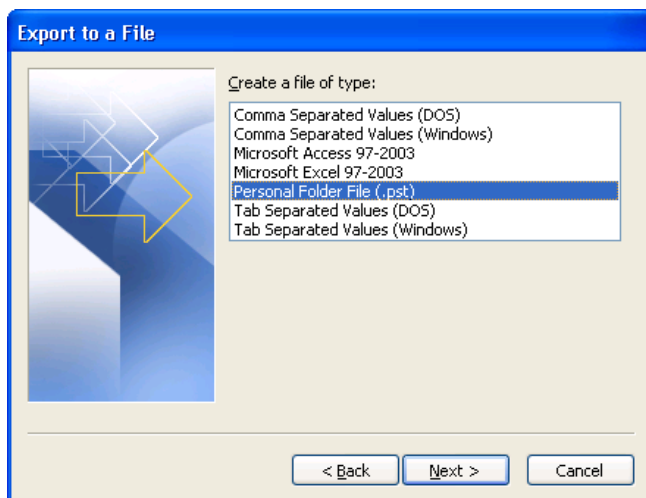 Export to a File
Create a file of type:
Comma Separated Values (DOS)
Comma Separated Values (Windows)
Microsoft Access 97-2003
Microsoft Excel 97-2003
Personal Folder File (.pst)
Tab Separated Values (DOS)
Tab Separated Values (Windows)
< Back Next > Cancel